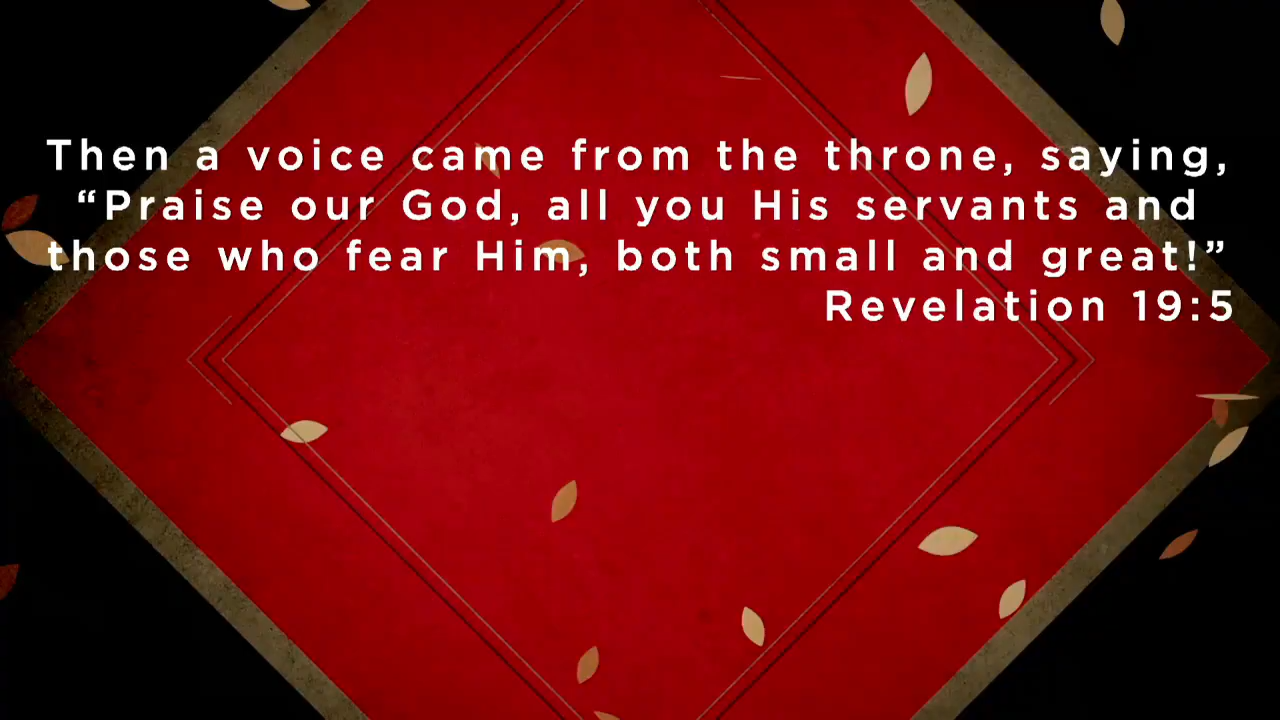 Then a voice came from the throne, saying,
“Praise our God, all you His servants and
those who fear Him, both small and great!”
Revelation 19:5